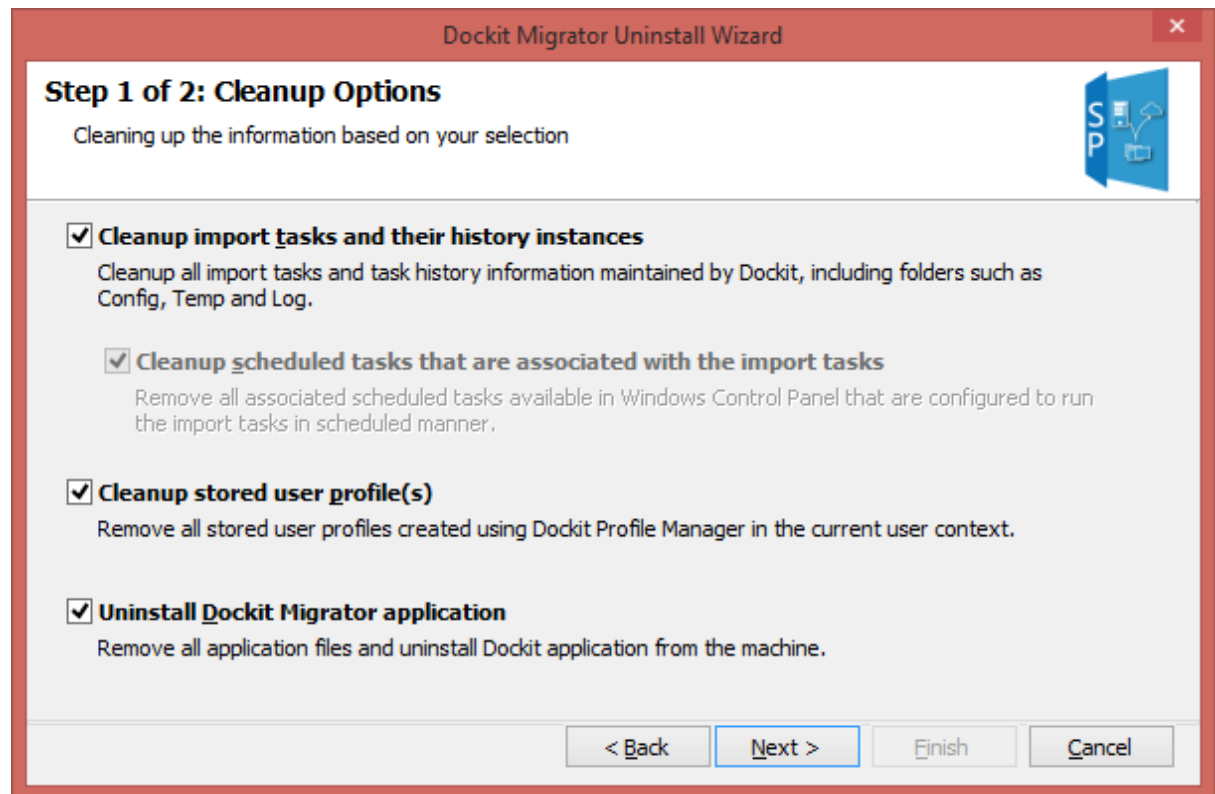 Dockit Migrator Uninstall Wizard
×
Step 1 of 2: Cleanup Options
Cleaning up the information based on your selection
S
P
Cleanup import tasks and their history instances
Cleanup all import tasks and task history information maintained by Dockit, including folders such as
Config, Temp and Log.
Cleanup scheduled tasks that are associated with the import tasks
Remove all associated scheduled tasks available in Windows Control Panel that are configured to run
the import tasks in scheduled manner.
Cleanup stored user profile(s)
Remove all stored user profiles created using Dockit Profile Manager in the current user context.
Uninstall Dockit Migrator application
Remove all application files and uninstall Dockit application from the machine.
< Back Next > Finish Cancel